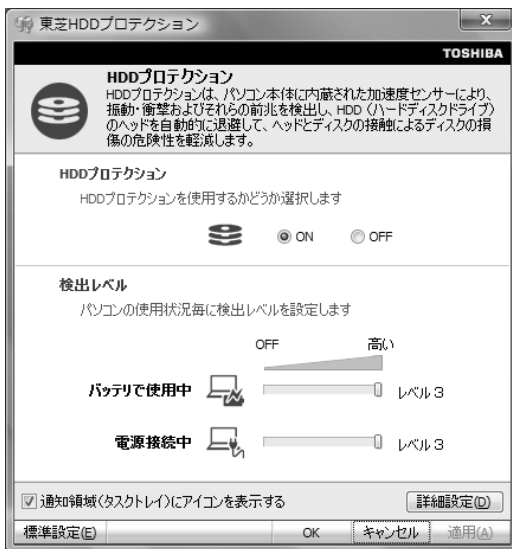 東芝HDDプロテクション
TOSHIBA
HDDプロテクション
HDDプロテクションは、パソコン本体に内蔵された加速度センサーにより、
振動・衝撃およびそれらの前兆を検出し、HDD（ハードディスクドライブ）
のヘッドを自動的に退避して、ヘッドとディスクの接触によるディスクの損
傷の危険性を軽減します。
HDDプロテクション
HDDプロテクションを使用するかどうか選択します
ON OFF
検出レベル
パソコンの使用状況毎に検出レベルを設定します
OFF 高い
バッテリで使用中 レベル3
電源接続中 レベル3
通知領域(タスクトレイ)にアイコンを表示する 詳細設定(D)
標準設定(E) OK キャンセル 適用(A)